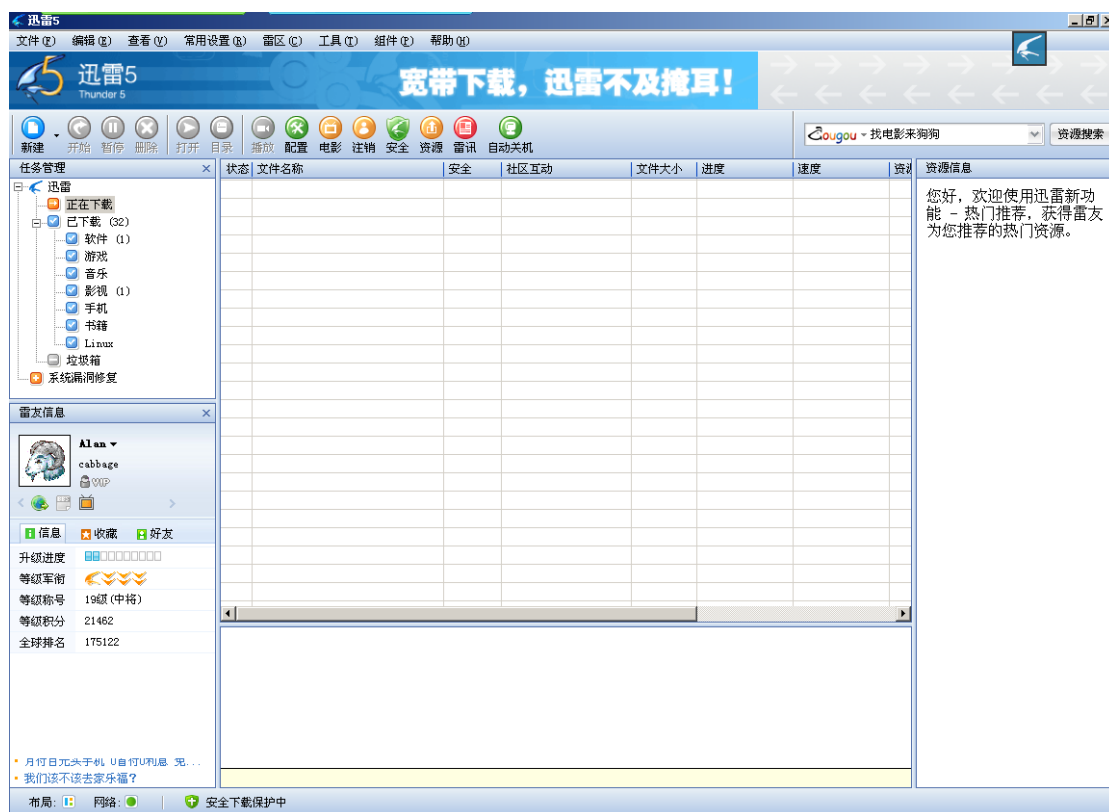 迅雷5
文件(F) 编辑(E) 查看(V) 常用设置(R) 雷区(C) 工具(T) 组件(P) 帮助(H)
迅雷5
Thunder 5
宽带下载，迅雷不及掩耳！
新建 开始 暂停 删除 打开 目录 播放 配置 电影 注销 安全 资源 雷讯 自动关机
Gougou - 找电影来狗狗 资源搜索
任务管理
状态 文件名称 安全 社区互动 文件大小 进度 速度
资源信息
迅雷
正在下载
已下载 (32)
软件 (1)
游戏
音乐
影视 (1)
手机
书籍
Linux
垃圾箱
系统漏洞修复
您好，欢迎使用迅雷新功
能 - 热门推荐，获得雷友
为您推荐的热门资源。
雷友信息
Alan
cabbage
VIP
信息 收藏 好友
升级进度
等级军衔
等级称号 19级(中将)
等级积分 21462
全球排名 175122
我们该不该去家乐福?
布局: 网络: 安全下载保护中